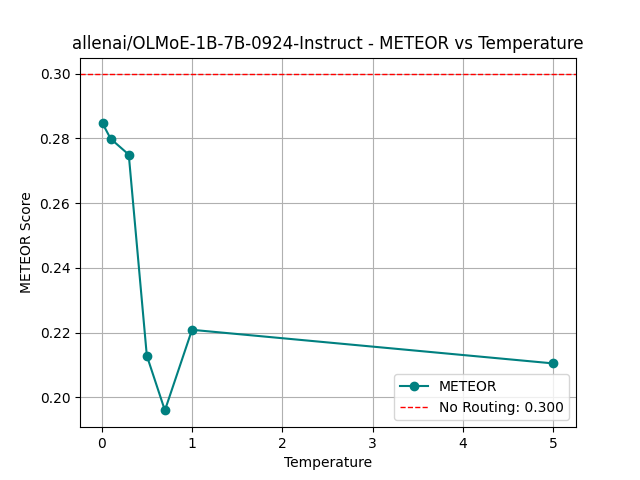 allenai/OLMoE-1B-7B-0924-Instruct - METEOR vs Temperature
METEOR Score
0.30
0.28
0.26
0.24
0.22
0.20
METEOR
No Routing: 0.300
0 1 2 3 4 5
Temperature